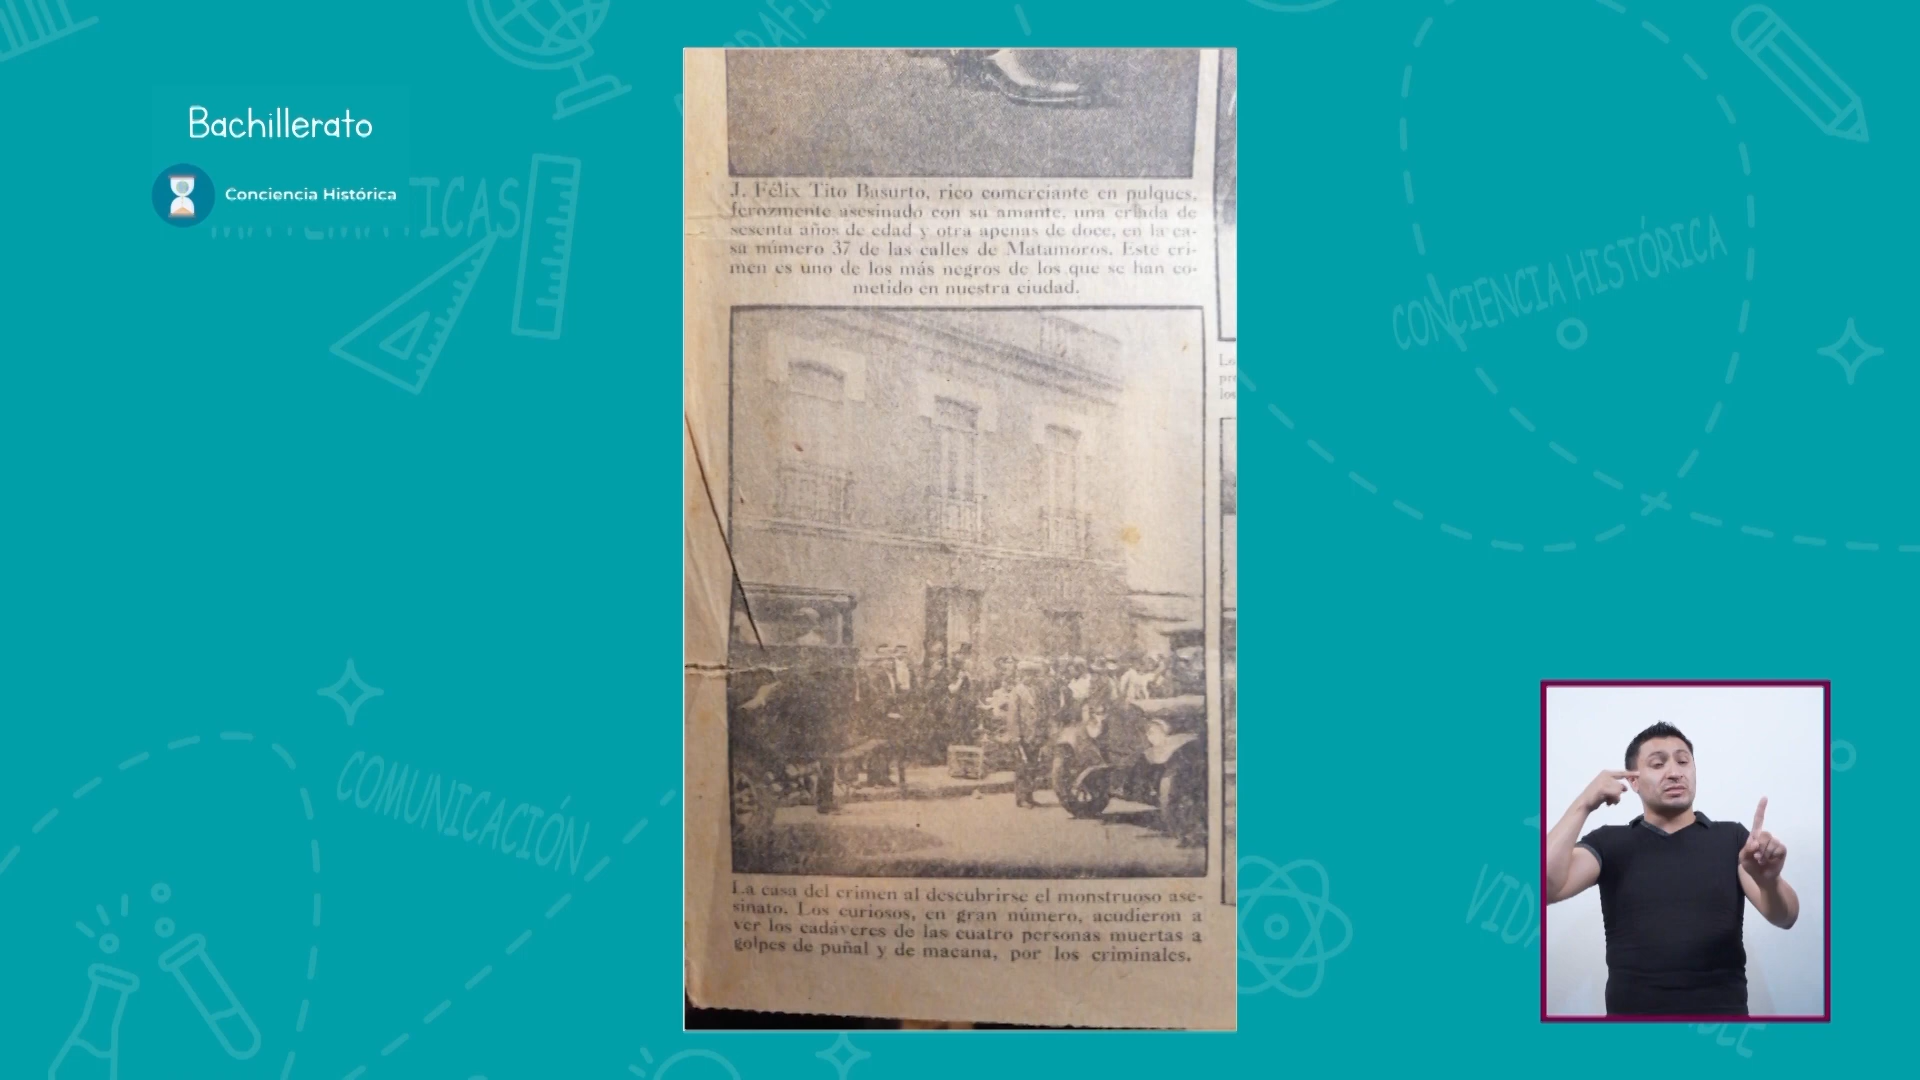 Bachillerato
Conciencia Histórica
MATEMÁTICAS
CONCIENCIA HISTÓRICA
COMUNICACIÓN
J. Félix Tito Basurto, rico comerciante en pulques,
ferozmente asesinado con su amante, una criada de
sesenta años de edad y otra apenas de doce, en la ca-
sa número 37 de las calles de Matamoros. Este cri-
men es uno de los más negros de los que se han co-
metido en nuestra ciudad.
La casa del crimen al descubrirse el monstruoso ase-
sinato. Los curiosos, en gran número, acudieron a
ver los cadáveres de las cuatro personas muertas a
golpes de puñal y de macana, por los criminales.